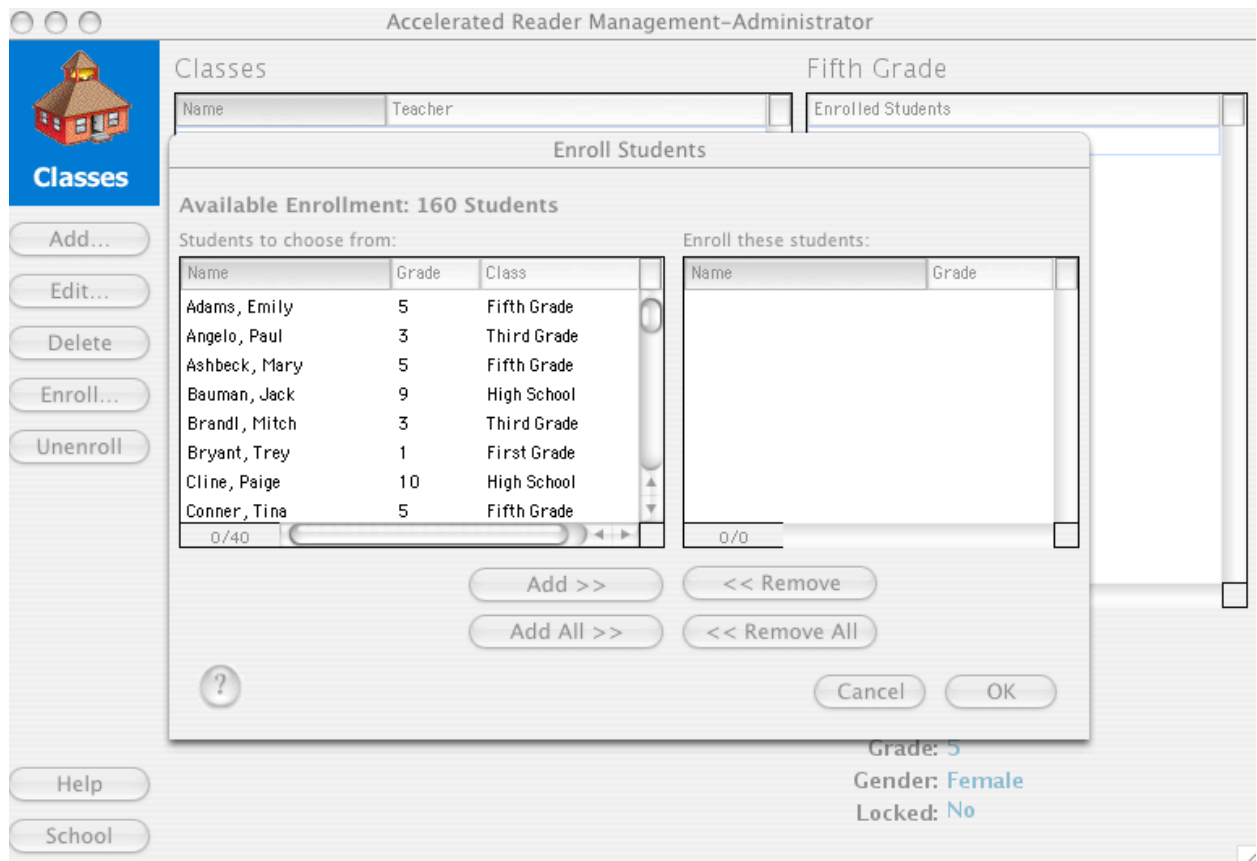 Accelerated Reader Management-Administrator
Classes
Classes
Fifth Grade
Name Teacher
Enrolled Students
Enroll Students
Available Enrollment: 160 Students
Students to choose from:
Enroll these students:
Name Grade Class
Name Grade
Adams, Emily 5 Fifth Grade
Angelo, Paul 3 Third Grade
Ashbeck, Mary 5 Fifth Grade
Bauman, Jack 9 High School
Brandl, Mitch 3 Third Grade
Bryant, Trey 1 First Grade
Cline, Paige 10 High School
Conner, Tina 5 Fifth Grade
0/40
0/0
Add >>
<< Remove
Add All >>
<< Remove All
?
Cancel
OK
Add...
Edit...
Delete
Enroll...
Unenroll
Help
School
Grade: 5
Gender: Female
Locked: No